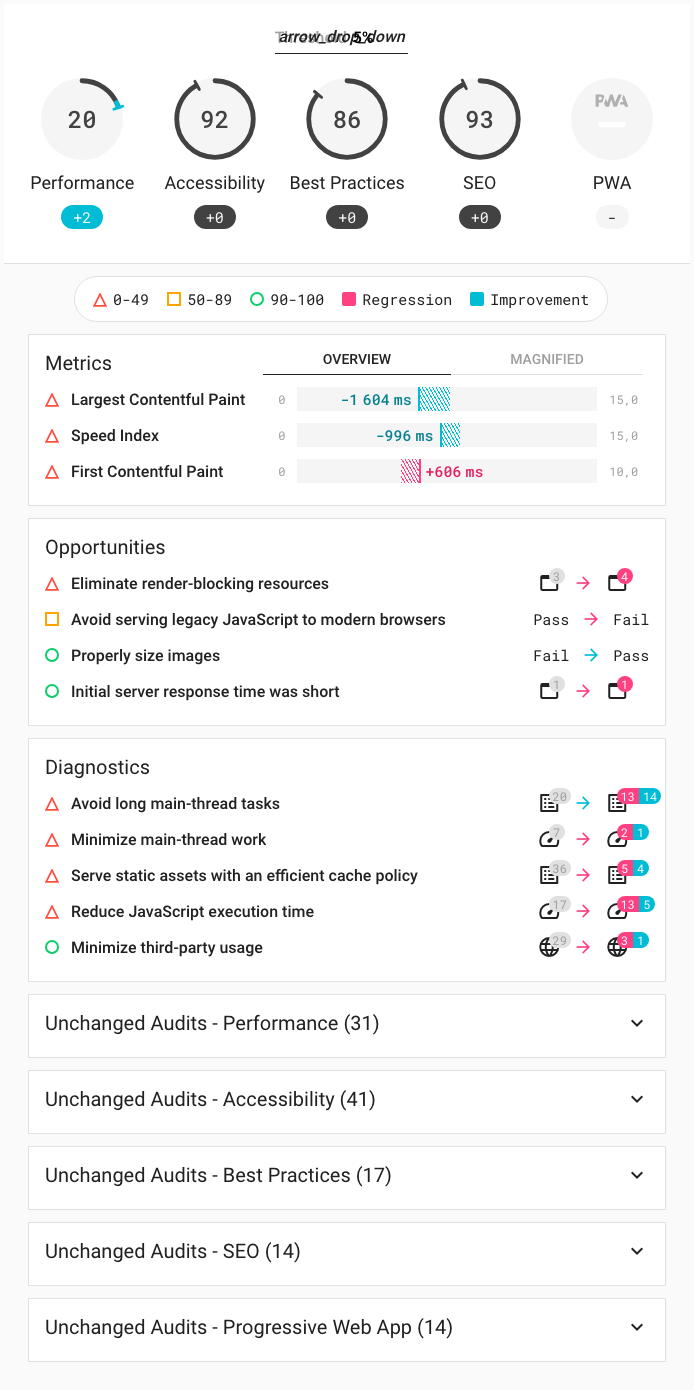 Threshold 5%
arrow_drop_down
20
92
86
93
PWA
Performance
Accessibility
Best Practices
SEO
PWA
+2
+0
+0
+0
-
0-49
50-89
90-100
Regression
Improvement
Metrics
OVERVIEW
MAGNIFIED
Largest Contentful Paint
0
-1 604 ms
15,0
Speed Index
0
-996 ms
15,0
First Contentful Paint
0
+606 ms
10,0
Opportunities
Eliminate render-blocking resources
3
4
Avoid serving legacy JavaScript to modern browsers
Pass
Fail
Properly size images
Fail
Pass
Initial server response time was short
1
1
Diagnostics
Avoid long main-thread tasks
20
13 14
Minimize main-thread work
7
2 1
Serve static assets with an efficient cache policy
36
5 4
Reduce JavaScript execution time
17
13 5
Minimize third-party usage
29
3 1
Unchanged Audits - Performance (31)
Unchanged Audits - Accessibility (41)
Unchanged Audits - Best Practices (17)
Unchanged Audits - SEO (14)
Unchanged Audits - Progressive Web App (14)